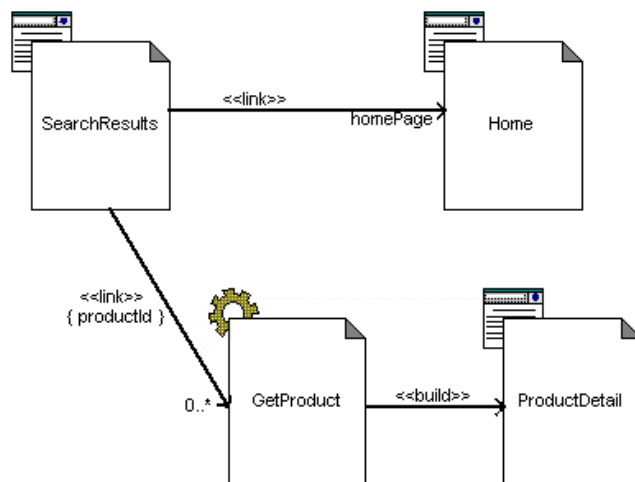 <<link>>
SearchResults
homePage
Home
<<link>>
{ productId }
0..*
GetProduct
<<build>>
ProductDetail